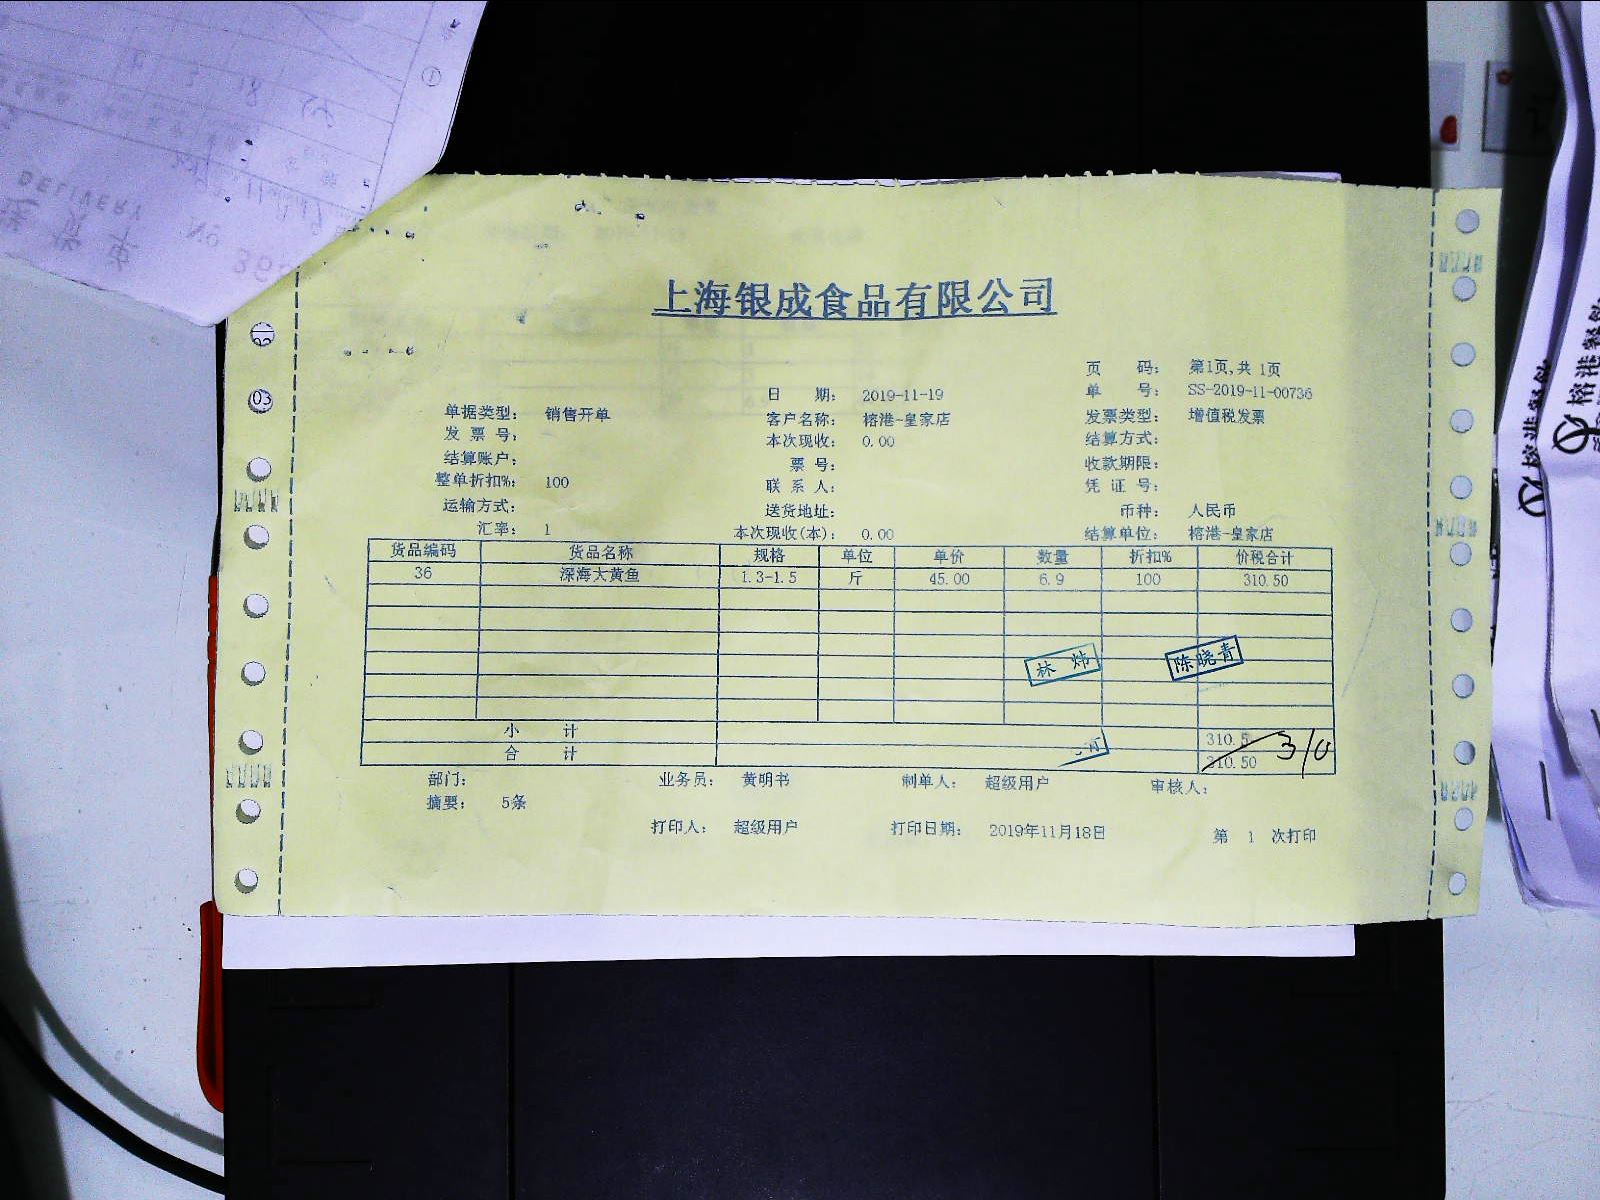 DELIVERY
No
上海银成食品有限公司
页 码： 第1页,共 1页
日 期： 2019-11-19 单 号： SS-2019-11-00736
单据类型： 销售开单 客户名称： 榕港-皇家店 发票类型： 增值税发票
发 票 号： 本次现收： 0.00 结算方式：
结算账户： 票 号： 收款期限：
整单折扣%： 100 联 系 人： 凭 证 号：
运输方式： 送货地址： 币种： 人民币
汇率： 1 本次现收(本)： 0.00 结算单位： 榕港-皇家店
货品编码 货品名称 规格 单位 单价 数量 折扣% 价税合计
36 深海大黄鱼 1.3-1.5 斤 45.00 6.9 100 310.50
林 炜 陈晓青
小 计 310.5
合 计 310.50 310
部门： 业务员： 黄明书 制单人： 超级用户 审核人：
摘要： 5条
打印人： 超级用户 打印日期： 2019年11月18日 第 1 次打印
03
榕港餐饮
榕港